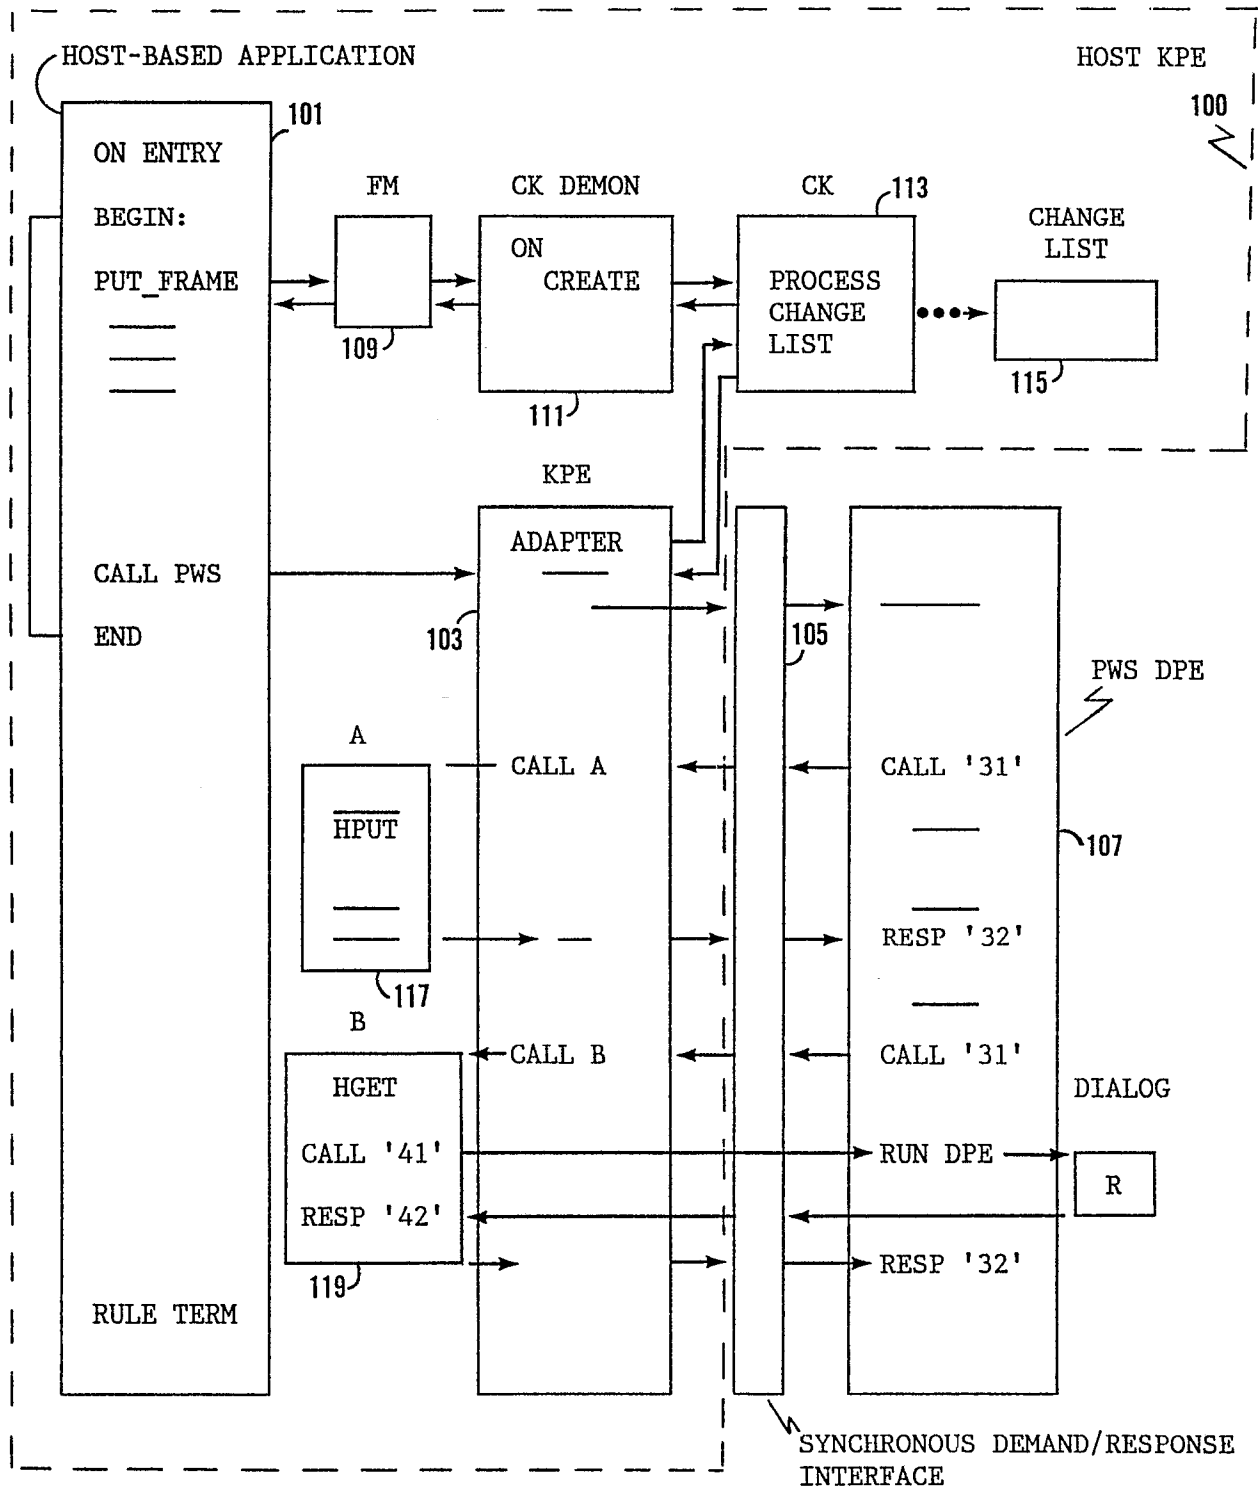 HOST-BASED APPLICATION
HOST KPE
100
101
ON ENTRY
FM
CK DEMON
CK
113
BEGIN:
CHANGE
LIST
ON
CREATE
PUT_FRAME
PROCESS
CHANGE
LIST
109
111
115
KPE
ADAPTER
CALL PWS
103
105
END
PWS DPE
A
CALL A
CALL '31'
HPUT
107
RESP '32'
117
B
CALL B
CALL '31'
HGET
DIALOG
CALL '41'
RUN DPE
R
RESP '42'
RESP '32'
119
RULE TERM
SYNCHRONOUS DEMAND/RESPONSE
INTERFACE